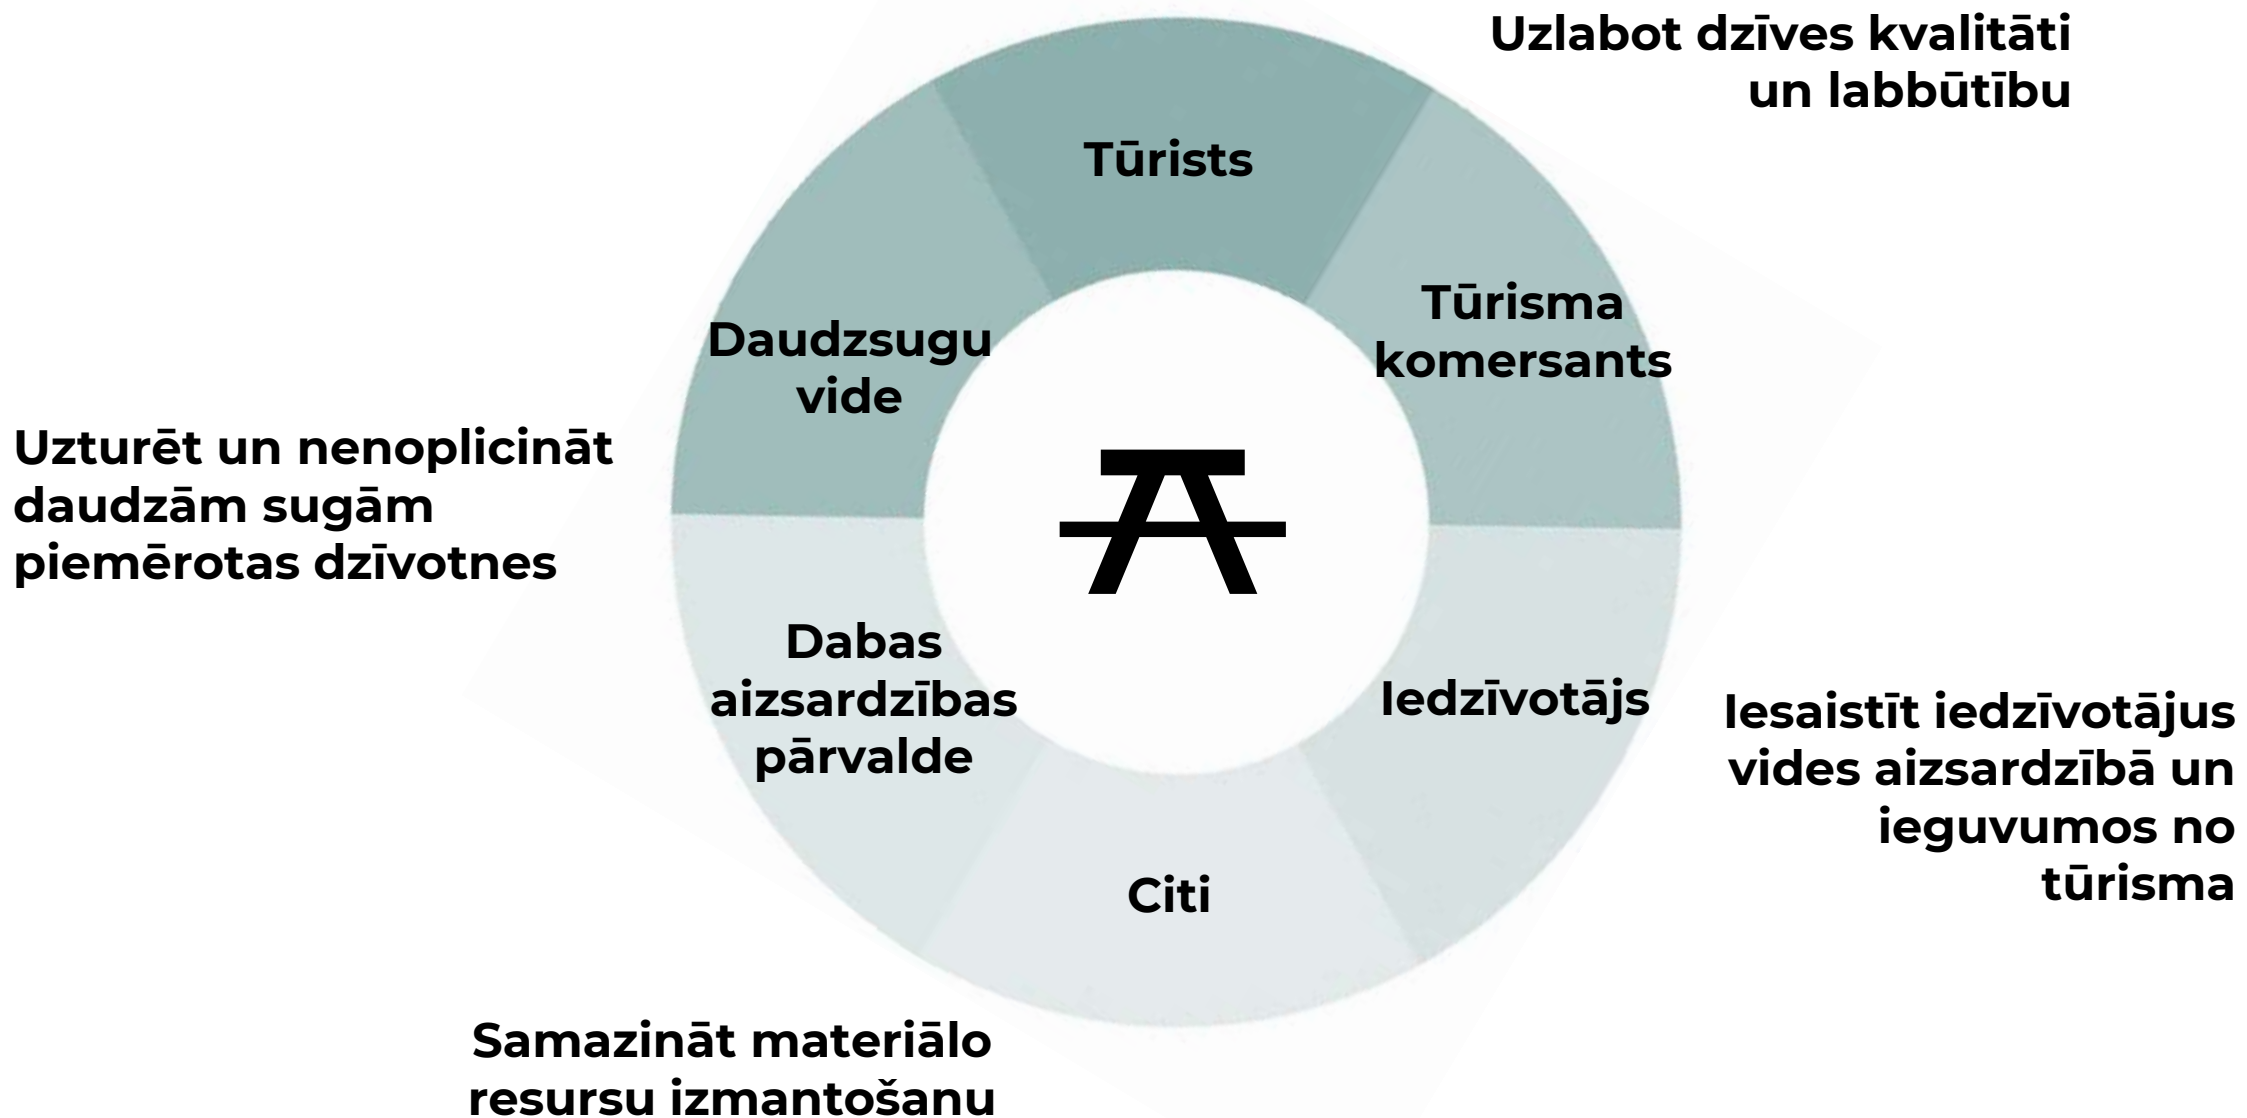 Uzlabot dzīves kvalitāti
un labbūtību
Tūrists
Tūrisma
komersants
Daudzsugu
vide
Uzturēt un nenoplicināt
daudzām sugām
piemērotas dzīvotnes
Dabas
aizsardzības
pārvalde
Iedzīvotājs
Iesaistīt iedzīvotājus
vides aizsardzībā un
ieguvumos no
tūrisma
Citi
Samazināt materiālo
resursu izmantošanu